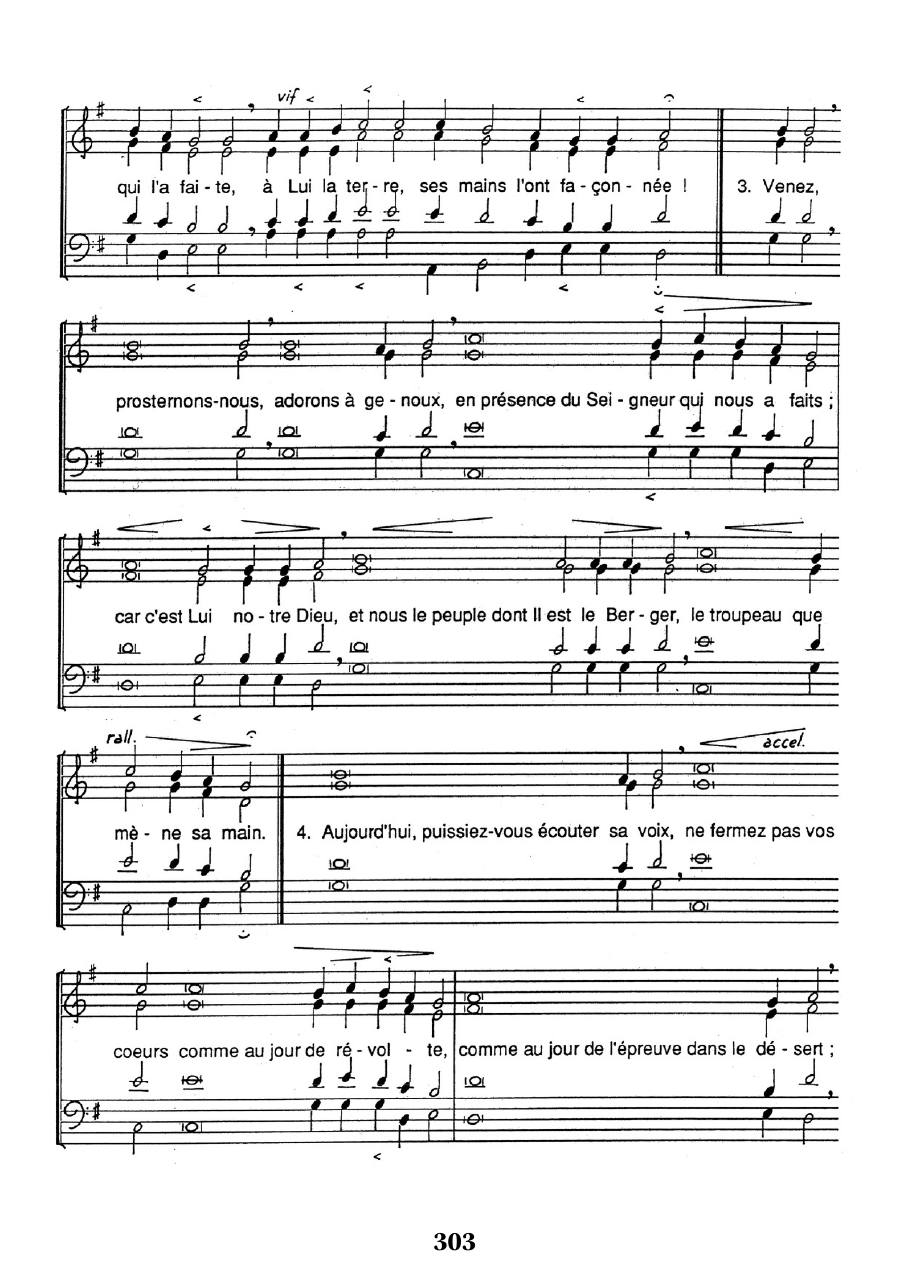 vif
qui l'a fai - te, à Lui la ter - re, ses mains l'ont fa - çon - née ! 3. Venez,
prosternons-nous, adorons à ge - noux, en présence du Sei - gneur qui nous a faits ;
car c'est Lui no - tre Dieu, et nous le peuple dont Il est le Ber - ger, le troupeau que
rall. accel.
mè - ne sa main. 4. Aujourd'hui, puissiez-vous écouter sa voix, ne fermez pas vos
coeurs comme au jour de ré - vol - te, comme au jour de l'épreuve dans le dé - sert ;
303